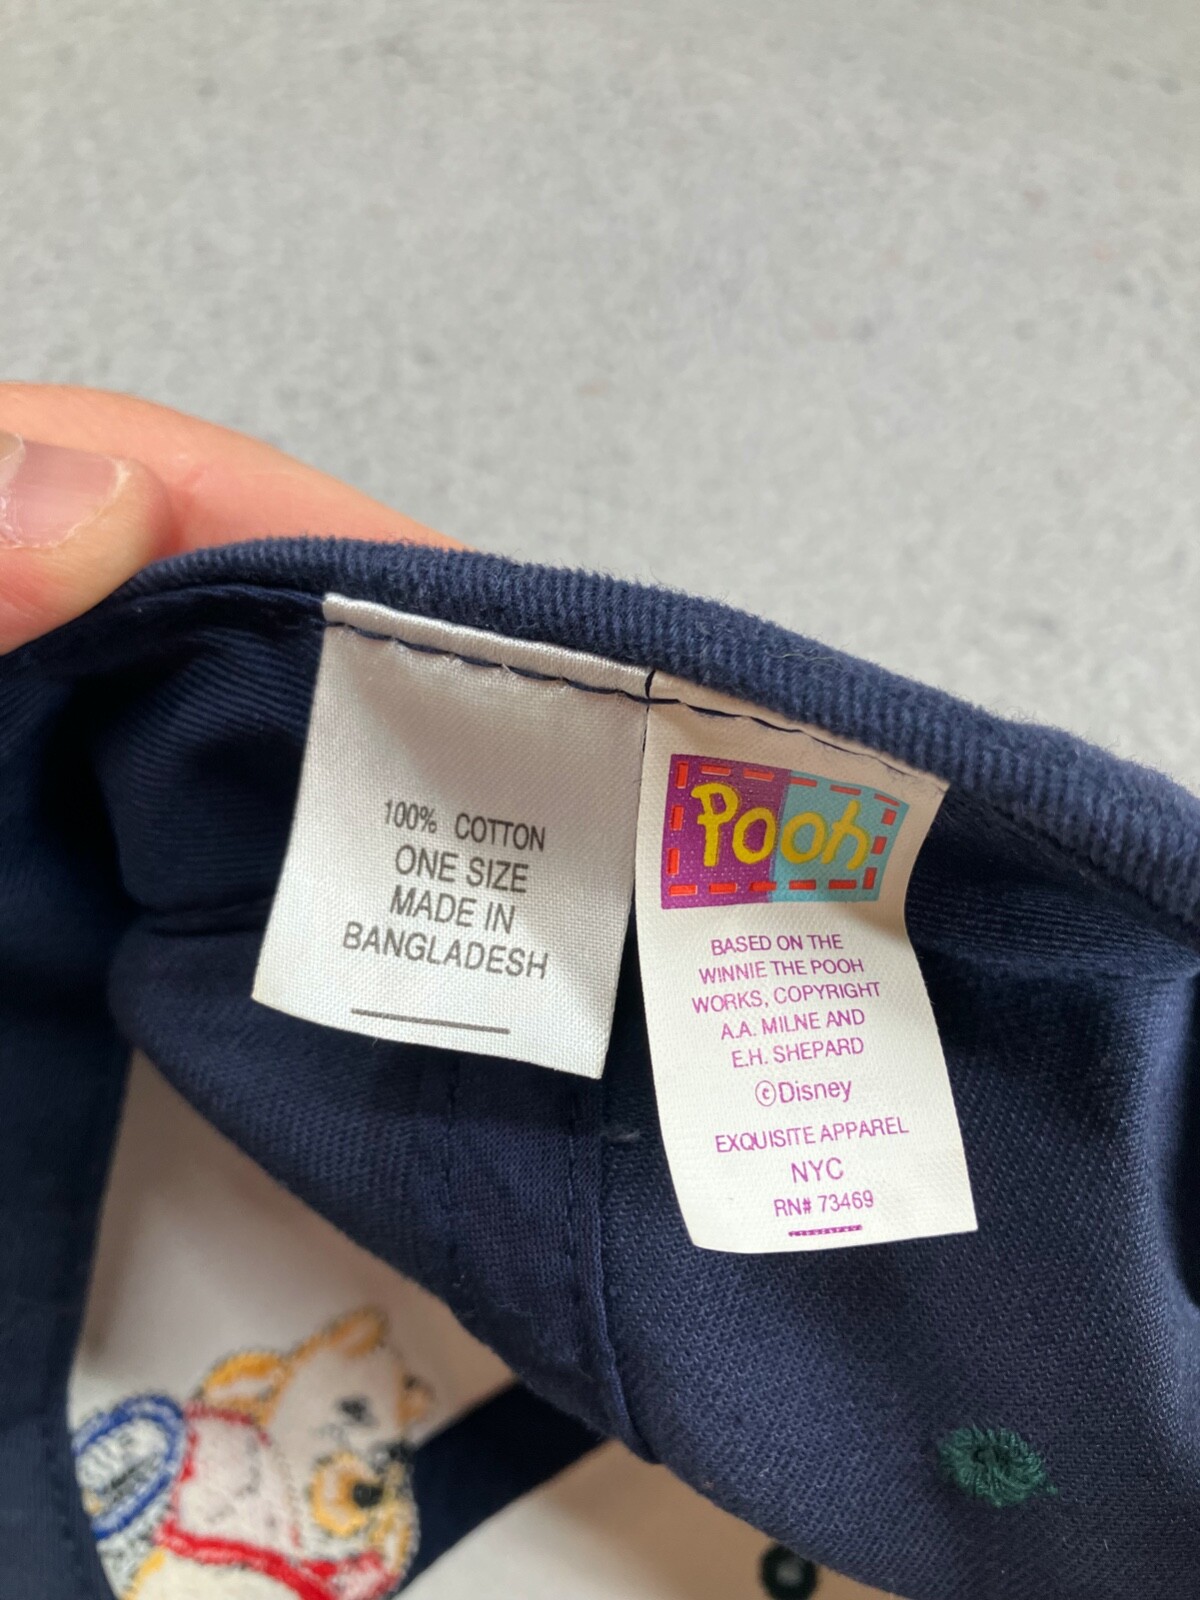 100% COTTON
ONE SIZE
MADE IN
BANGLADESH
Pooh
BASED ON THE
WINNIE THE POOH
WORKS, COPYRIGHT
A.A. MILNE AND
E.H. SHEPARD
©Disney
EXQUISITE APPAREL
NYC
RN# 73469